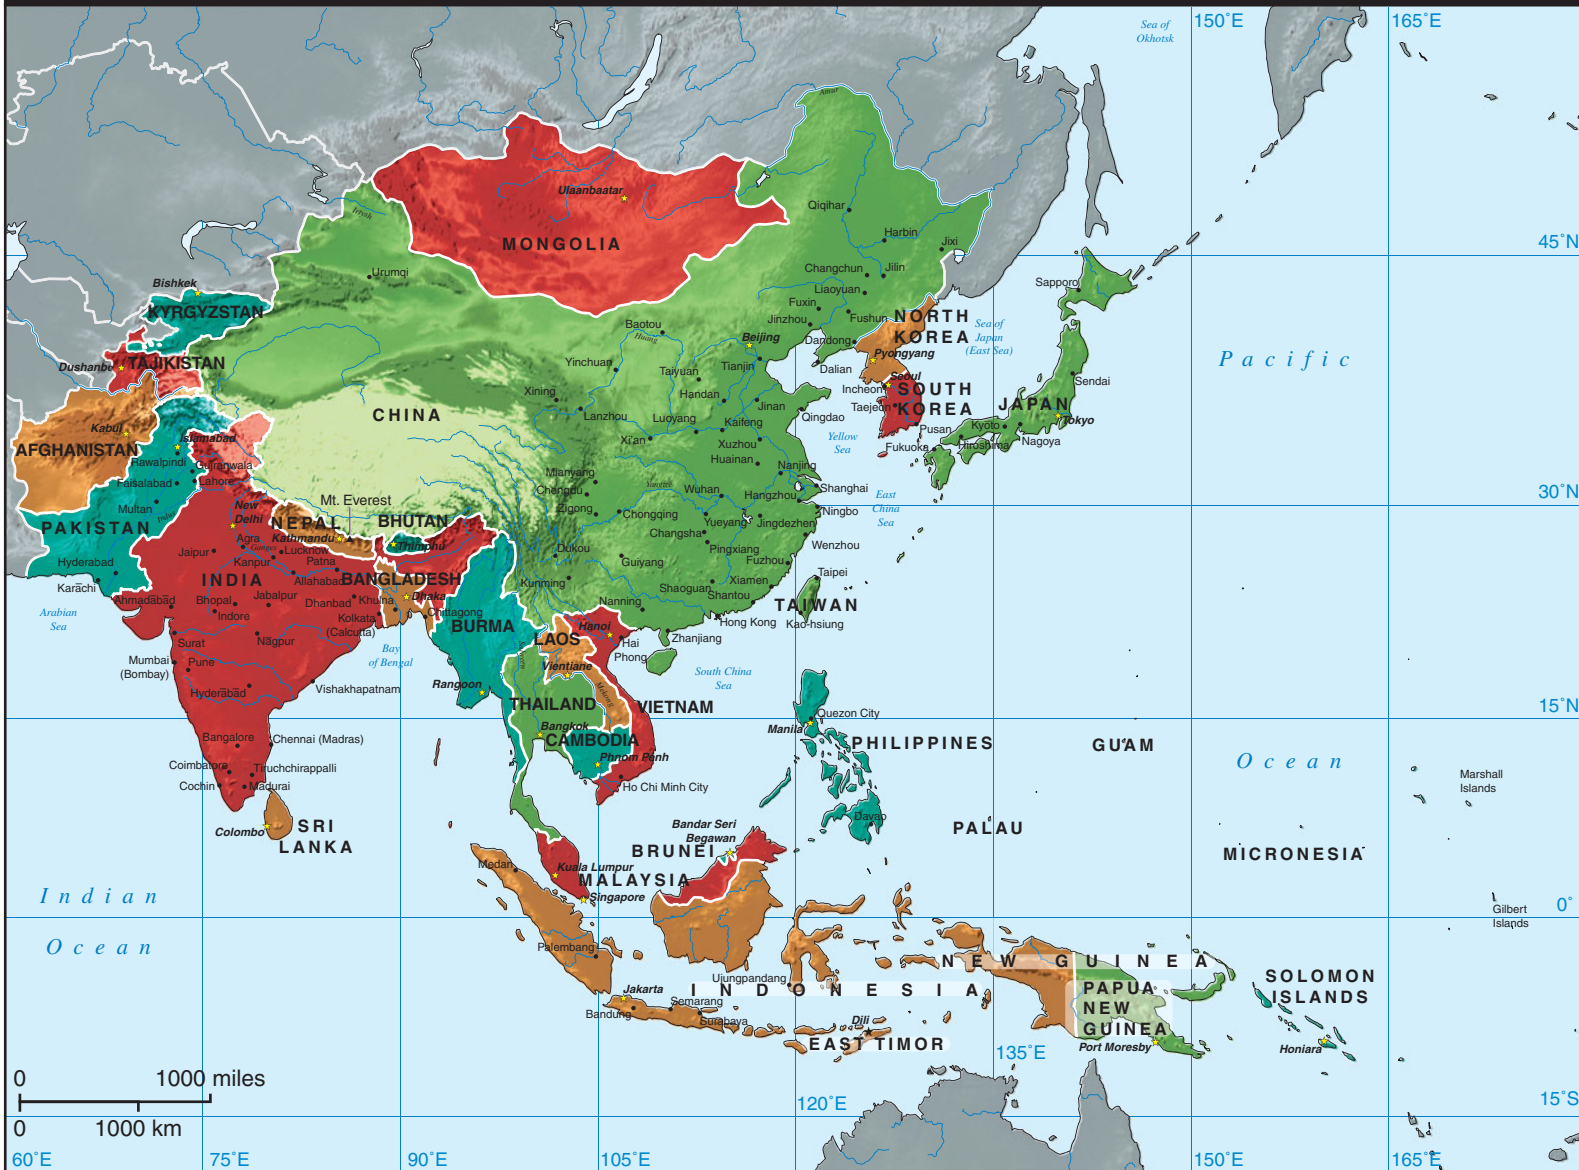 Sea of
Okhotsk
150°E
165°E
Amur
Ulaanbaatar
MONGOLIA
Qiqihar
Harbin
Jixi
45°N
Irtysh
Urumqi
Changchun
Jilin
Liaoyuan
Sapporo
Bishkek
KYRGYZSTAN
Fuxin
Jinzhou
Fushun
NORTH
KOREA
Sea of
Japan
(East Sea)
Baotou
Huang
Beijing
Dandong
Pyongyang
Pacific
Dushanbe
TAJIKISTAN
Yinchuan
Taiyuan
Tianjin
Dalian
Seoul
Incheon
SOUTH
KOREA
Taejeon
Sendai
Xining
Handan
Jinan
Qingdao
JAPAN
Tokyo
CHINA
Lanzhou
Luoyang
Kaifeng
Pusan
Kyoto
Nagoya
Hiroshima
Fukuoka
Kabul
AFGHANISTAN
Islamabad
Rawalpindi
Gujranwala
Xi'an
Xuzhou
Huainan
Yellow
Sea
Faisalabad
Lahore
Mianyang
Chengdu
Nanjing
Shanghai
30°N
Multan
Indus
New
Delhi
Mt. Everest
Yangtze
Wuhan
Hangzhou
Ningbo
East
China
Sea
PAKISTAN
NEPAL
Kathmandu
BHUTAN
Thimphu
Zigong
Chongqing
Yueyang
Jingdezhen
Changsha
Pingxiang
Wenzhou
Agra
Jaipur
Ganges
Lucknow
Kanpur
Patna
Dukou
Guiyang
Fuzhou
Hyderabad
Karāchi
INDIA
Allahabad
BANGLADESH
Kunming
Shaoguan
Xiamen
Shantou
Taipei
Ahmadābād
Bhopal
Jabalpur
Indore
Dhanbad
Khulna
Dhaka
Nanning
TAIWAN
Arabian
Sea
Kolkata
(Calcutta)
Chittagong
BURMA
Hong Kong
Kao-hsiung
Surat
Nāgpur
Bay
of Bengal
LAOS
Hanoi
Hai
Phong
Zhanjiang
Mumbai
(Bombay)
Pune
Vientiane
South China
Sea
Hyderābād
Vishakhapatnam
Rangoon
Mekong
THAILAND
VIETNAM
15°N
Quezon City
Manila
Bangalore
Chennai (Madras)
Bangkok
CAMBODIA
PHILIPPINES
GUAM
Ocean
Coimbatore
Tiruchchirappalli
Cochin
Madurai
Phnom Penh
Ho Chi Minh City
Marshall
Islands
Colombo
SRI
LANKA
Bandar Seri
Begawan
Davao
PALAU
BRUNEI
MICRONESIA
Medan
Kuala Lumpur
MALAYSIA
Singapore
Indian
Ocean
Gilbert
Islands
0°
Palembang
NEW GUINEA
Ujungpandang
INDONESIA
PAPUA
NEW
GUINEA
SOLOMON
ISLANDS
Jakarta
Bandung
Semarang
Surabaya
Dili
EAST TIMOR
Port Moresby
Honiara
135°E
0
1000 miles
0
1000 km
120°E
15°S
60°E
75°E
90°E
105°E
150°E
165°E